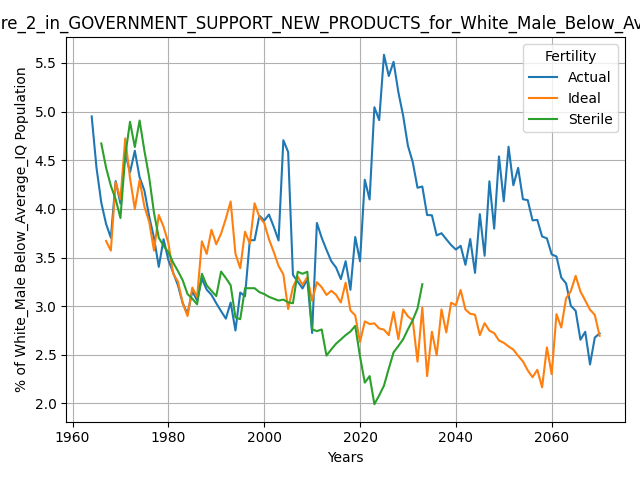 re_2_in_GOVERNMENT_SUPPORT_NEW_PRODUCTS_for_White_Male_Below_Av
Fertility
Actual
Ideal
Sterile
% of White_Male Below_Average_IQ Population
5.5
5.0
4.5
4.0
3.5
3.0
2.5
2.0
1960 1980 2000 2020 2040 2060
Years